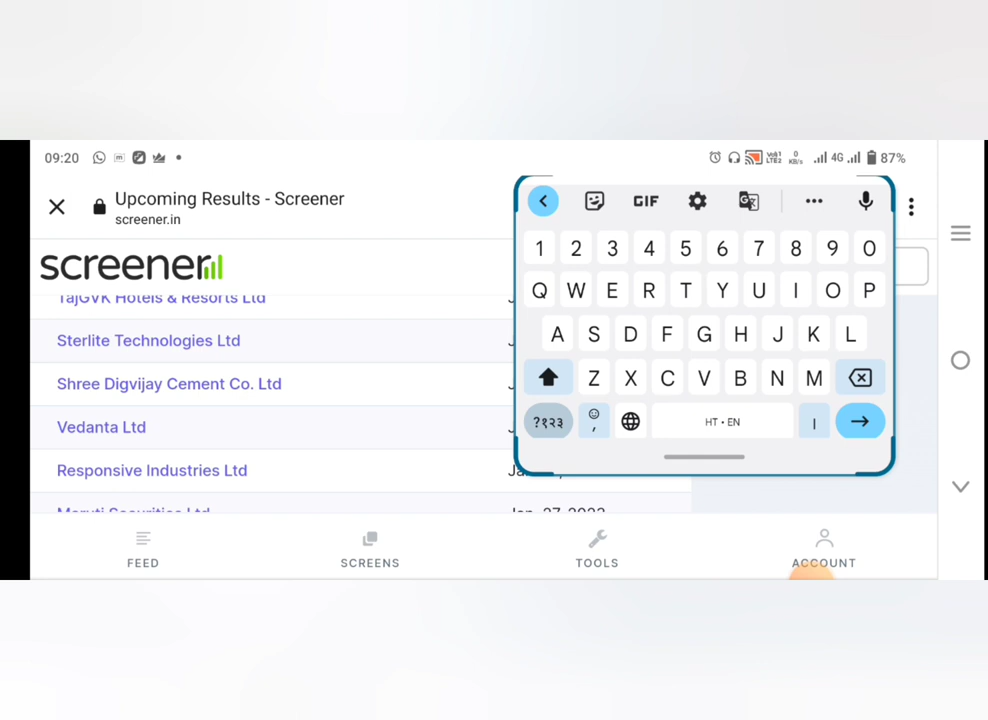 09:20
4G 87%
Upcoming Results - Screener
screener.in
screener
TajGVK Hotels & Resorts Ltd
Sterlite Technologies Ltd
Shree Digvijay Cement Co. Ltd
Vedanta Ltd
Responsive Industries Ltd
GIF
1 2 3 4 5 6 7 8 9 0
Q W E R T Y U I O P
A S D F G H J K L
Z X C V B N M
?१२३ , HT • EN ।
FEED SCREENS TOOLS ACCOUNT